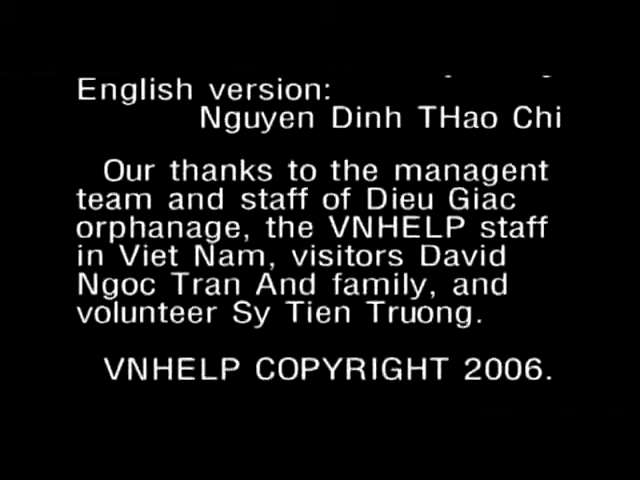 English version:
Nguyen Dinh THao Chi
Our thanks to the managent
team and staff of Dieu Giac
orphanage, the VNHELP staff
in Viet Nam, visitors David
Ngoc Tran And family, and
volunteer Sy Tien Truong.
VNHELP COPYRIGHT 2006.